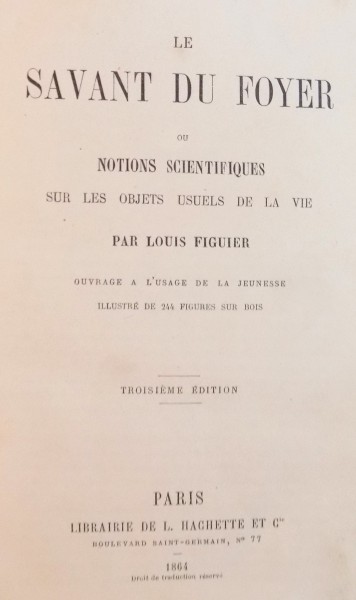 LE
SAVANT DU FOYER
OU
NOTIONS SCIENTIFIQUES
SUR LES OBJETS USUELS DE LA VIE
PAR LOUIS FIGUIER
OUVRAGE A L'USAGE DE LA JEUNESSE
ILLUSTRÉ DE 244 FIGURES SUR BOIS
TROISIÈME ÉDITION
PARIS
LIBRAIRIE DE L. HACHETTE ET Cie
BOULEVARD SAINT-GERMAIN, No 77
1864
Droit de traduction réservé